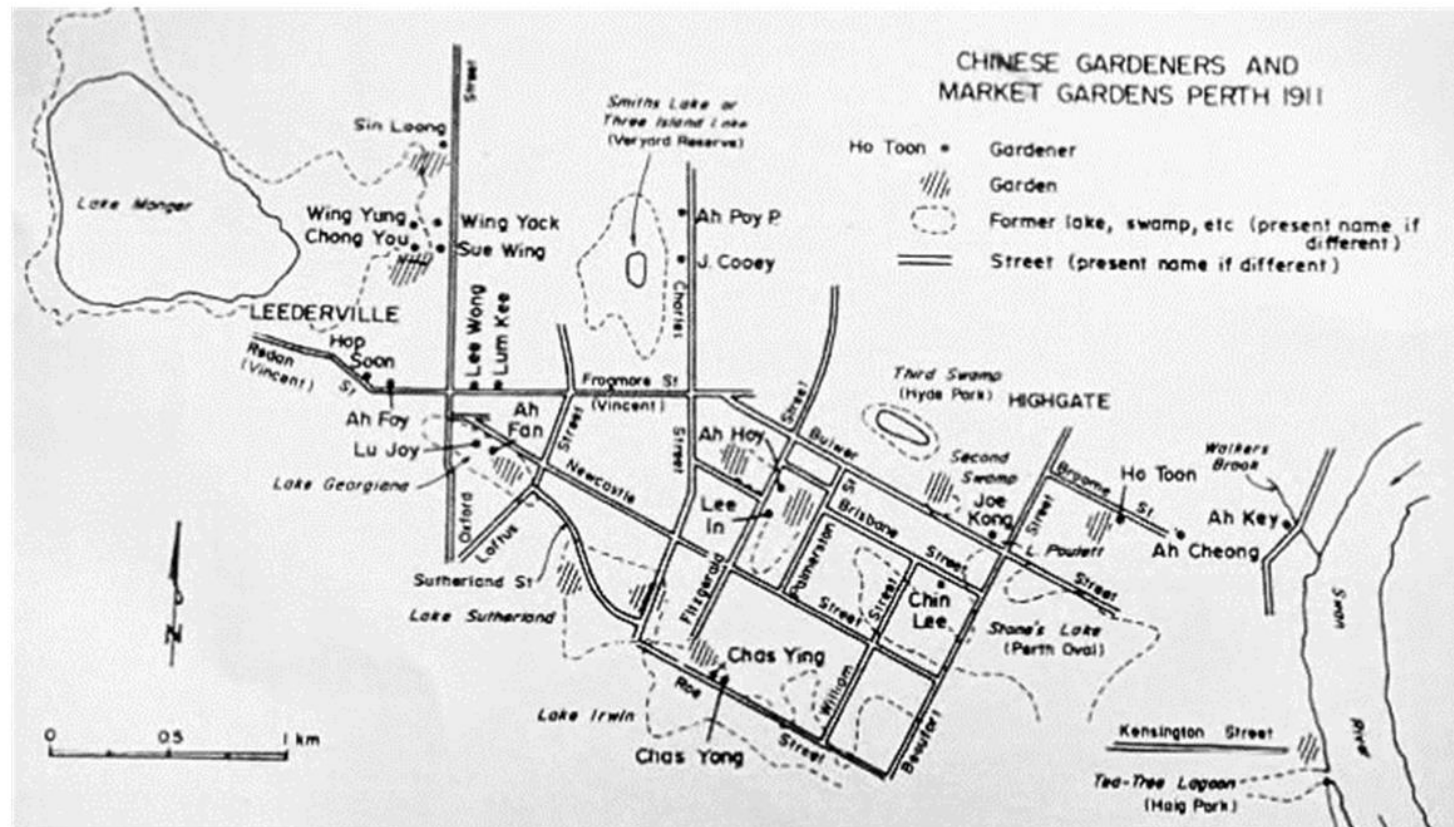 CHINESE GARDENERS AND
MARKET GARDENS PERTH 1911
Ho Toon • Gardener
Garden
Former lake, swamp, etc (present name if
different)
Street (present name if different)
Street
Sin Loong
Smiths Lake or
Three Island Lake
(Veryard Reserve)
Lake Monger
Wing Yung
Wing Yock
Chong You
Sue Wing
Ah Poy P.
J. Cooey
Charles
LEEDERVILLE
Hop
Soon
Lee Wong
Lum Kee
Redan
(Vincent)
St
Frogmore St
(Vincent)
Third Swamp
(Hyde Park)
HIGHGATE
Ah Foy
Ah
Fan
Street
Street
Street
Bulwer
Ah Hoy
Lu Joy
Second
Swamp
Walkers
Brook
Broome
St.
Ho Toon
Lake Georgiana
Newcastle
Lee
In
St
Brisbane
Street
Joe
Kong
Street
L. Poulett
Ah Key
Ah Cheong
Oxford
Loftus
Sutherland St
Fitzgerald
Palmerston
Street
Street
Street
Lake Sutherland
Chin
Lee
Stone's Lake
(Perth Oval)
Swan
River
N
Chas Ying
William
Roe
Street
Lake Irwin
Beaufort
Chas Yong
0 0.5 1 km
Kensington Street
Tea-Tree Lagoon
(Haig Park)